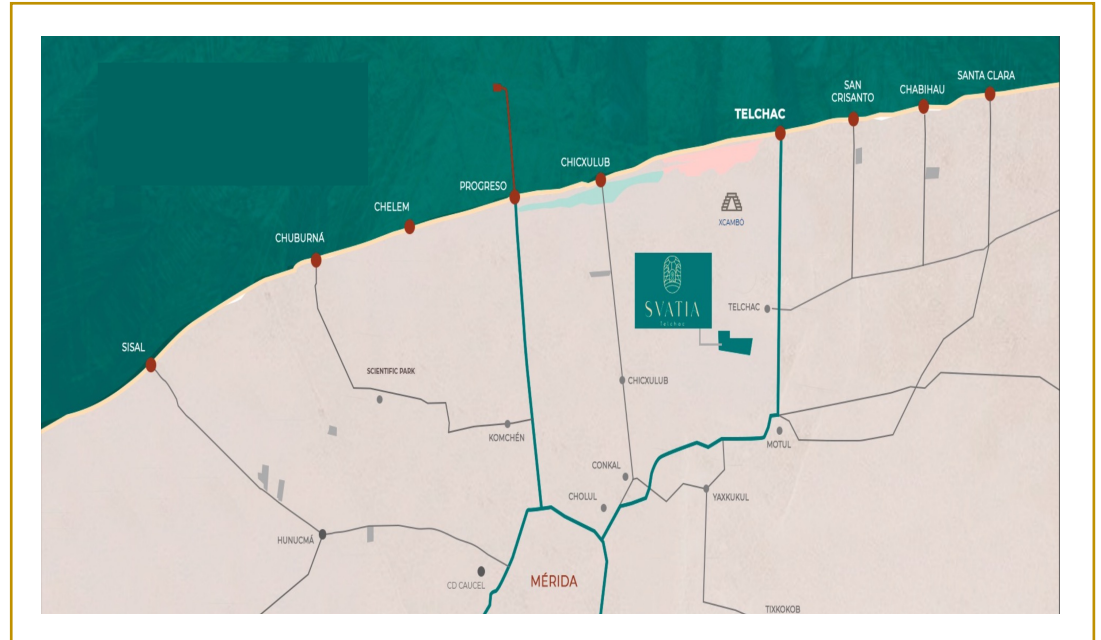 SANTA CLARA
SAN
CRISANTO
CHABIHAU
TELCHAC
CHICXULUB
PROGRESO
CHELEM
XCAMBÓ
CHUBURNÁ
SVATIA
Telchac
TELCHAC
SISAL
SCIENTIFIC PARK
CHICXULUB
KOMCHÉN
MOTUL
CONKAL
CHOLUL
YAXKUKUL
HUNUCMÁ
CD CAUCEL
MÉRIDA
TIXKOKOB